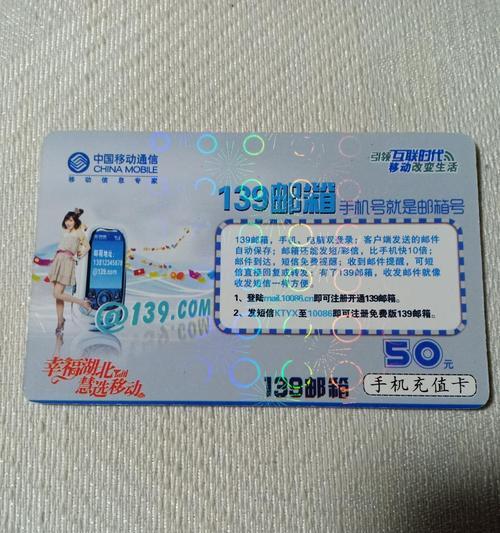 中国移动通信
CHINA MOBILE
移动信息专家
引领互联时代
移动改变生活
139邮箱 手机号就是邮箱号
139邮箱，手机、电脑双登录；客户端发送的邮件
自动保存；邮箱还能发短/彩信，比手机快10倍；
邮件到达，短信免费提醒；收到邮件提醒，可短
信直接回复或转发；有了139邮箱，收发邮件就像
收发短信一样方便！
1、登陆mail.10086.cn即可注册开通139邮箱。
2、发短信KTYX至10086即可注册免费版139邮箱。
邮箱地址:
13812345678
@139.com
@139.COM
幸福湖北
慧选移动
50元
139邮箱
手机充值卡